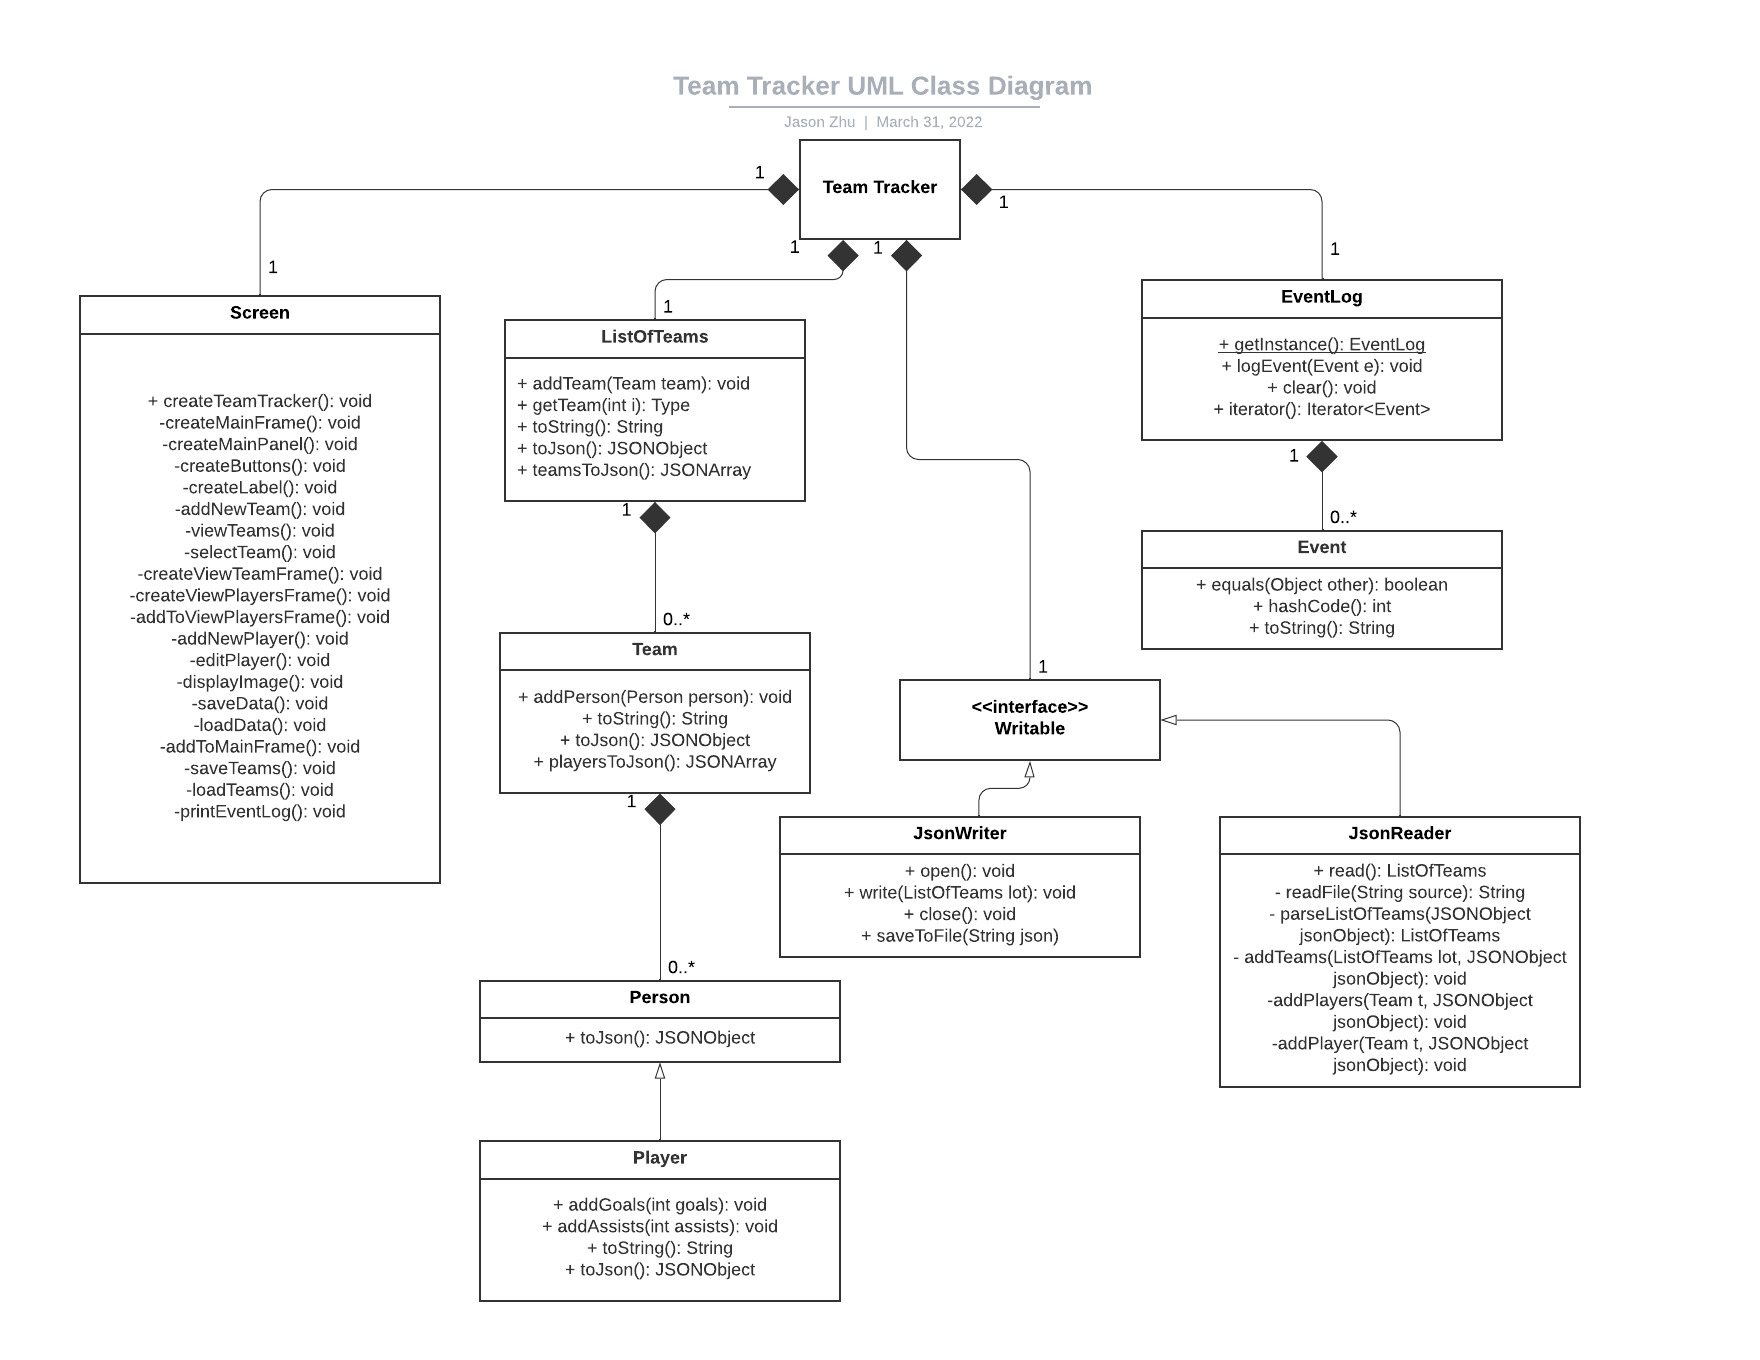 Team Tracker UML Class Diagram
Jason Zhu | March 31, 2022
Team Tracker
1
1
1
1
1
1
1
Screen
+ createTeamTracker(): void
-createMainFrame(): void
-createMainPanel(): void
-createButtons(): void
-createLabel(): void
-addNewTeam(): void
-viewTeams(): void
-selectTeam(): void
-createViewTeamFrame(): void
-createViewPlayersFrame(): void
-addToViewPlayersFrame(): void
-addNewPlayer(): void
-editPlayer(): void
-displayImage(): void
-saveData(): void
-loadData(): void
-addToMainFrame(): void
-saveTeams(): void
-loadTeams(): void
-printEventLog(): void
ListOfTeams
+ addTeam(Team team): void
+ getTeam(int i): Type
+ toString(): String
+ toJson(): JSONObject
+ teamsToJson(): JSONArray
1
0..*
Team
+ addPerson(Person person): void
+ toString(): String
+ toJson(): JSONObject
+ playersToJson(): JSONArray
1
0..*
Person
+ toJson(): JSONObject
Player
+ addGoals(int goals): void
+ addAssists(int assists): void
+ toString(): String
+ toJson(): JSONObject
EventLog
+ getInstance(): EventLog
+ logEvent(Event e): void
+ clear(): void
+ iterator(): Iterator<Event>
1
0..*
Event
+ equals(Object other): boolean
+ hashCode(): int
+ toString(): String
1
<<interface>>
Writable
JsonWriter
+ open(): void
+ write(ListOfTeams lot): void
+ close(): void
+ saveToFile(String json)
JsonReader
+ read(): ListOfTeams
- readFile(String source): String
- parseListOfTeams(JSONObject
jsonObject): ListOfTeams
- addTeams(ListOfTeams lot, JSONObject
jsonObject): void
-addPlayers(Team t, JSONObject
jsonObject): void
-addPlayer(Team t, JSONObject
jsonObject): void